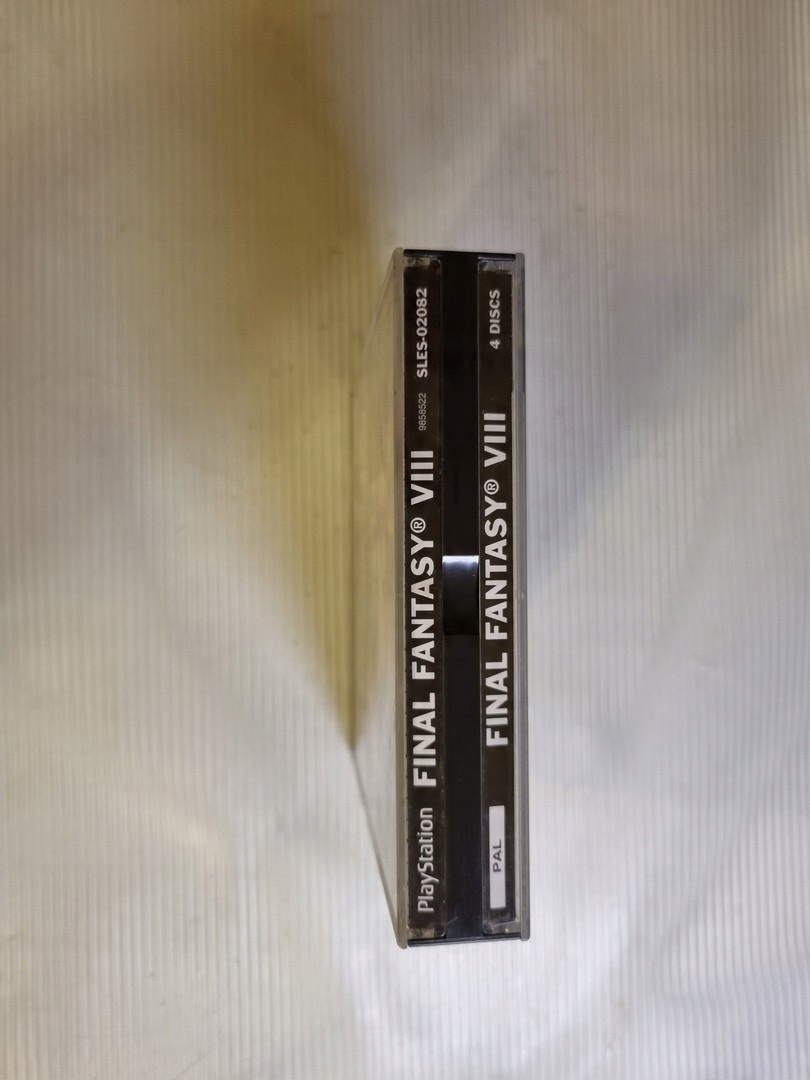 PlayStation FINAL FANTASY® VIII 9858522 SLES-02082
PAL FINAL FANTASY® VIII 4 DISCS